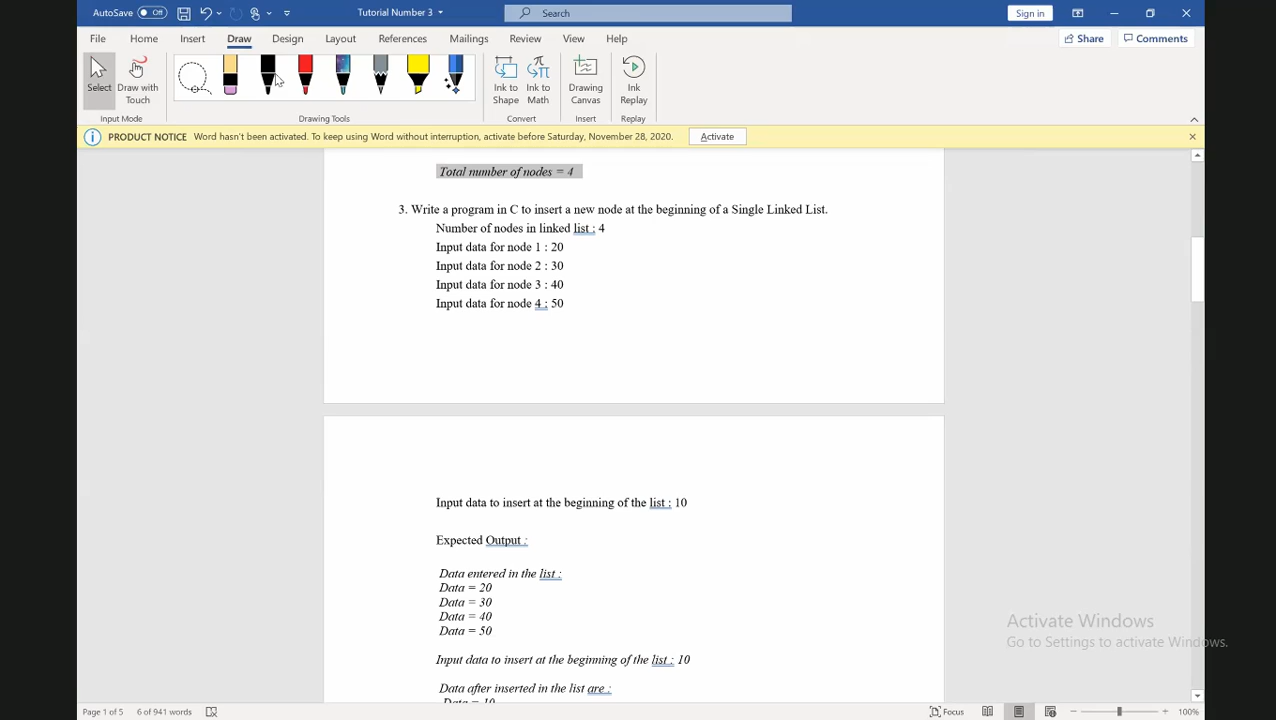 AutoSave Off
Tutorial Number 3
Search
Sign in
File Home Insert Draw Design Layout References Mailings Review View Help
Share Comments
Select
Draw with
Touch
Ink to
Shape
Ink to
Math
Drawing
Canvas
Ink
Replay
Input Mode
Drawing Tools
Convert
Insert
Replay
PRODUCT NOTICE Word hasn't been activated. To keep using Word without interruption, activate before Saturday, November 28, 2020. Activate
Total number of nodes = 4
3. Write a program in C to insert a new node at the beginning of a Single Linked List.
Number of nodes in linked list : 4
Input data for node 1 : 20
Input data for node 2 : 30
Input data for node 3 : 40
Input data for node 4 : 50
Input data to insert at the beginning of the list : 10
Expected Output :
Data entered in the list :
Data = 20
Data = 30
Data = 40
Data = 50
Input data to insert at the beginning of the list : 10
Data after inserted in the list are :
Data = 10
Activate Windows
Go to Settings to activate Windows.
Page 1 of 5 6 of 941 words
Focus
100%